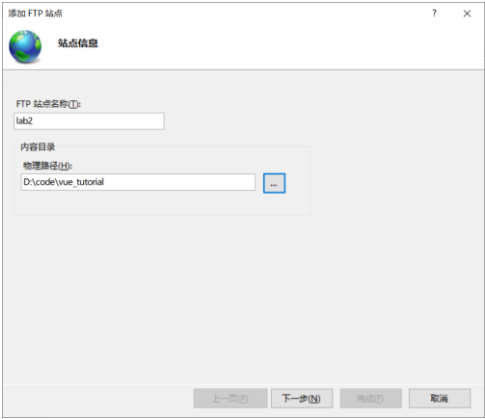 添加 FTP 站点
?
站点信息
FTP 站点名称(T):
lab2
内容目录
物理路径(H):
D:\code\vue_tutorial
...
上一页(P)
下一步(N)
完成(F)
取消